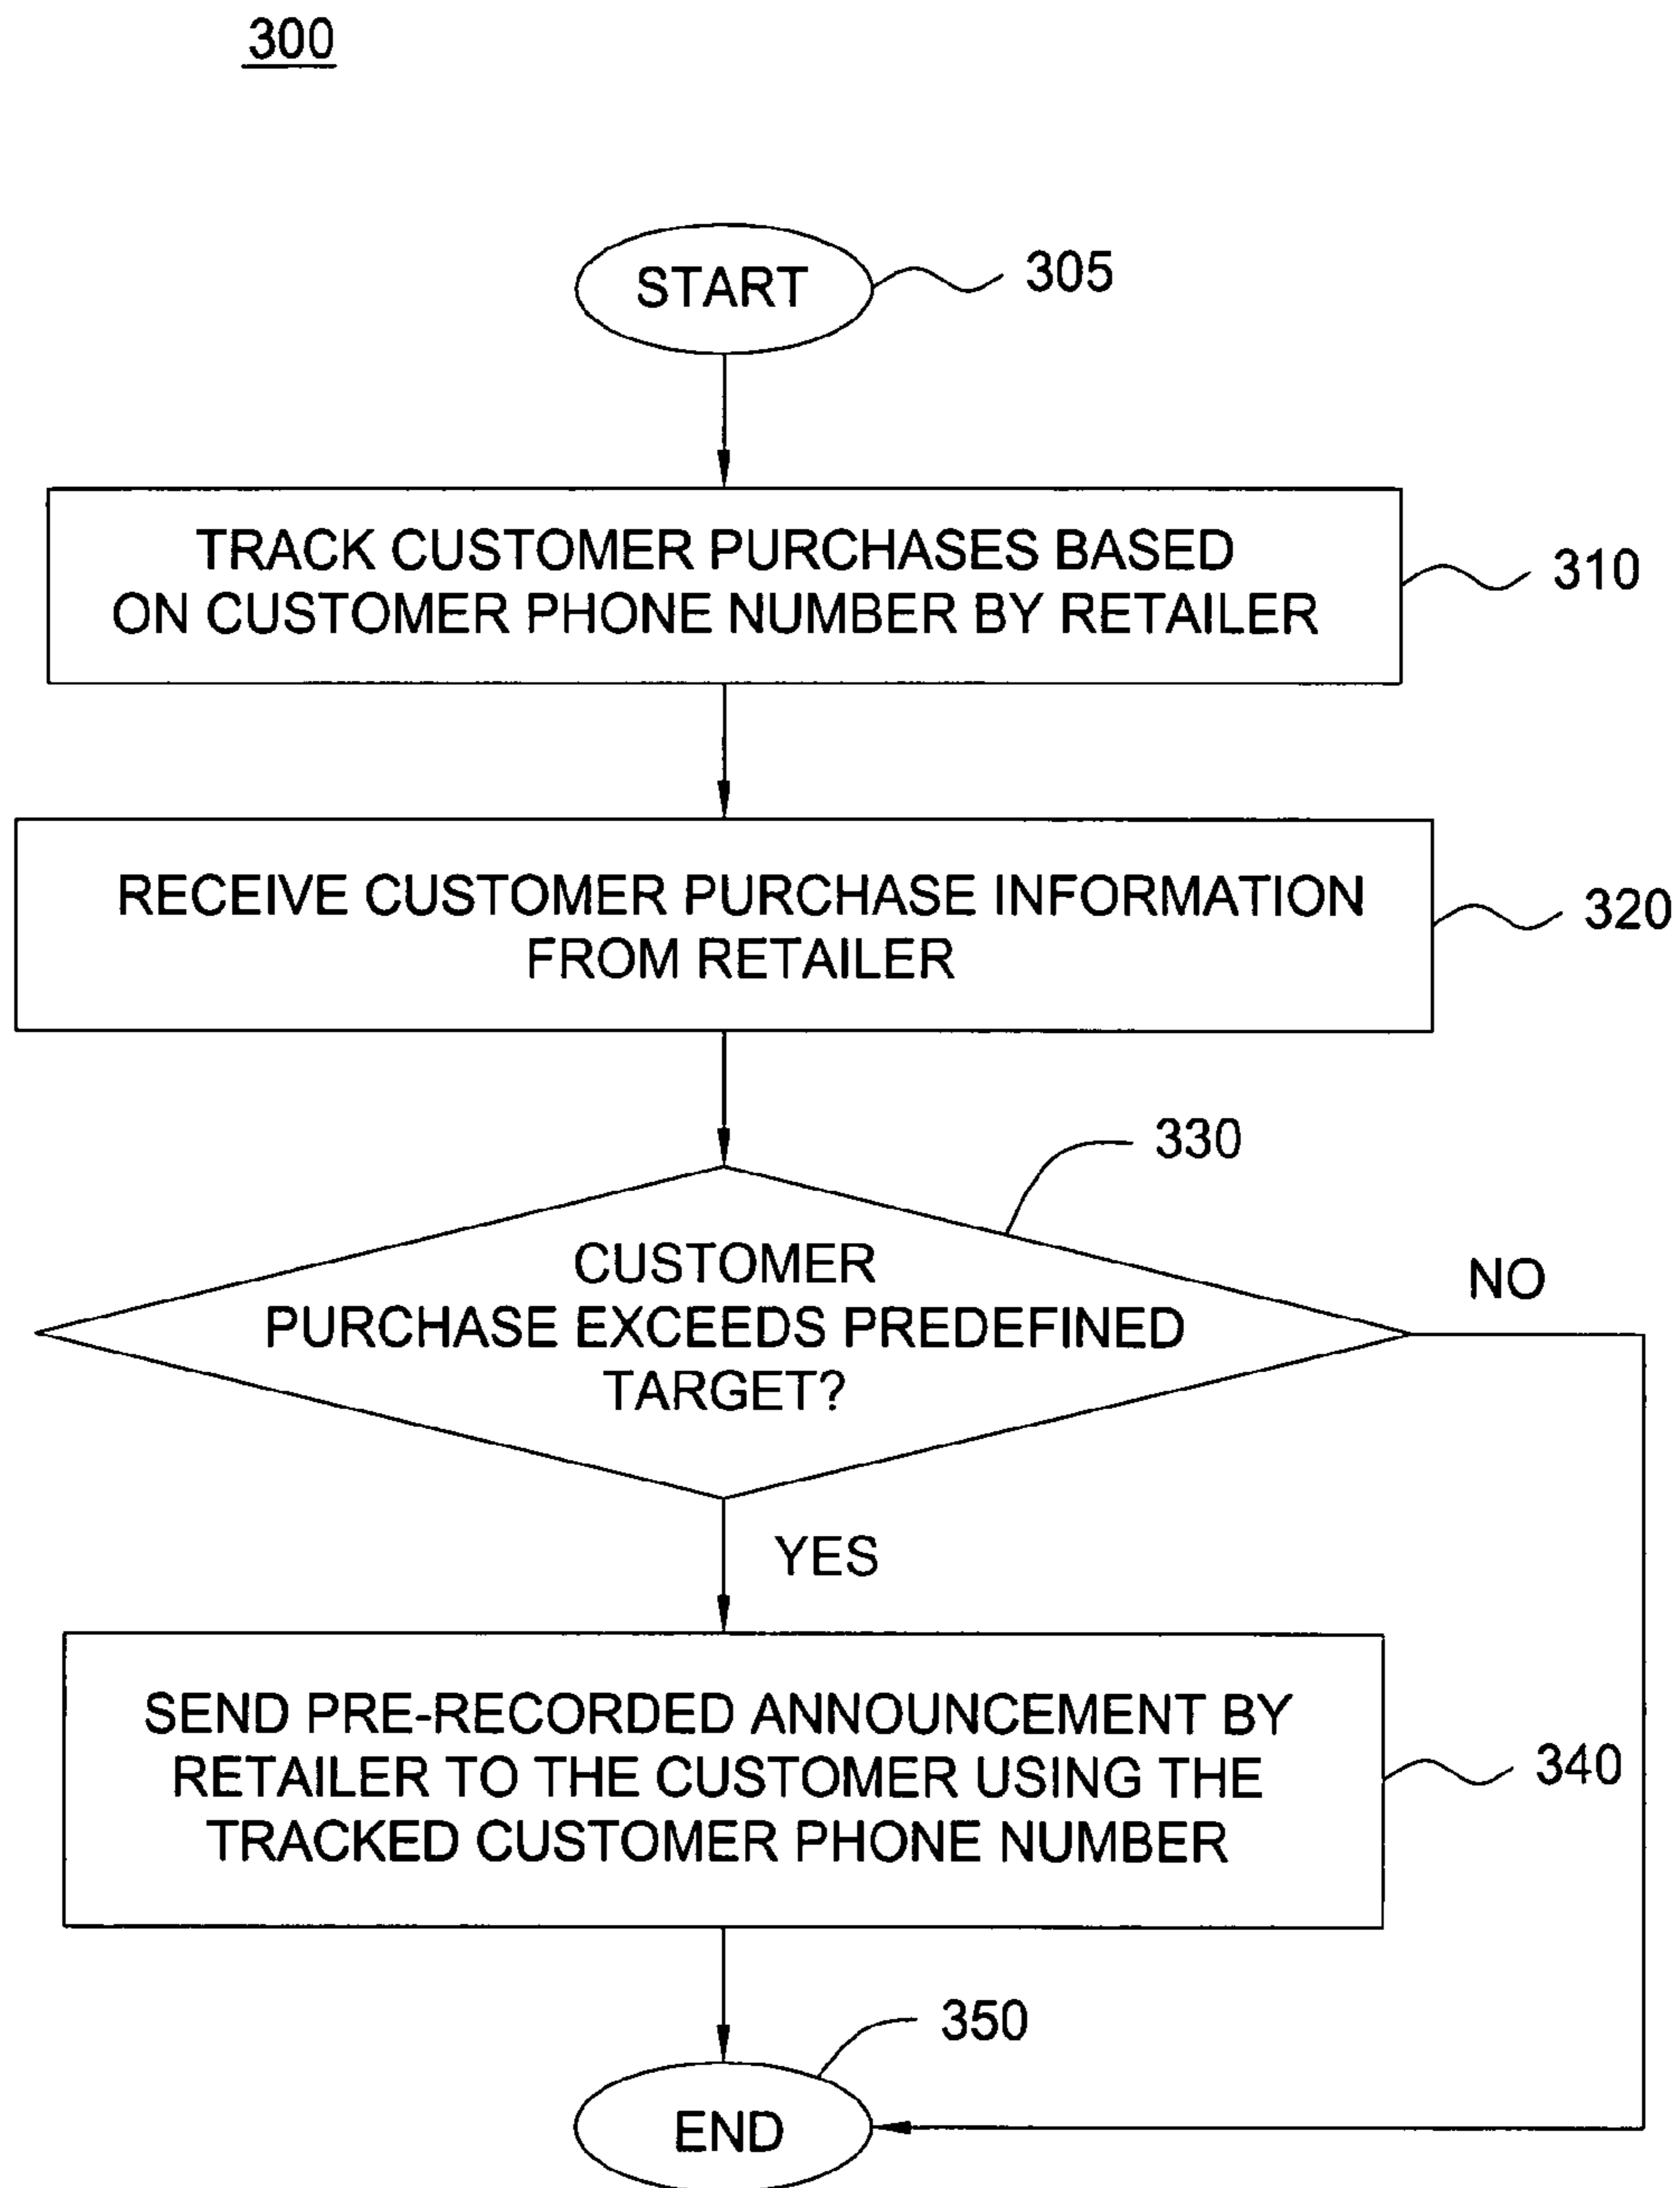 300
START
305
TRACK CUSTOMER PURCHASES BASED
ON CUSTOMER PHONE NUMBER BY RETAILER
310
RECEIVE CUSTOMER PURCHASE INFORMATION
FROM RETAILER
320
330
CUSTOMER
PURCHASE EXCEEDS PREDEFINED
TARGET?
NO
YES
SEND PRE-RECORDED ANNOUNCEMENT BY
RETAILER TO THE CUSTOMER USING THE
TRACKED CUSTOMER PHONE NUMBER
340
350
END